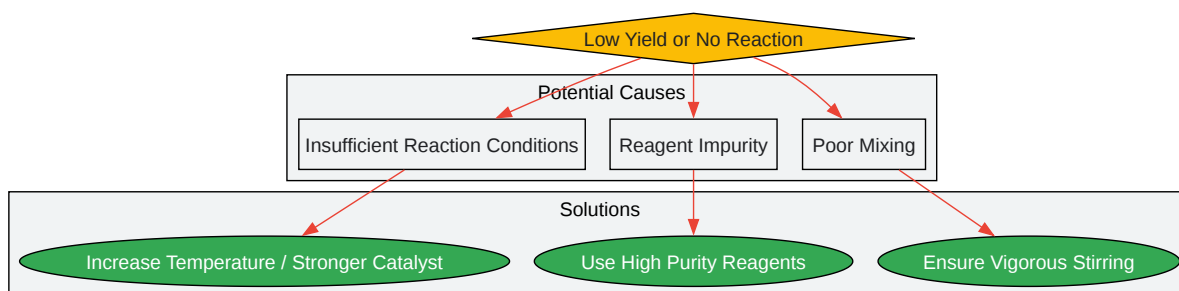 Low Yield or No Reaction
Potential Causes
Insufficient Reaction Conditions
Reagent Impurity
Poor Mixing
Solutions
Increase Temperature / Stronger Catalyst
Use High Purity Reagents
Ensure Vigorous Stirring